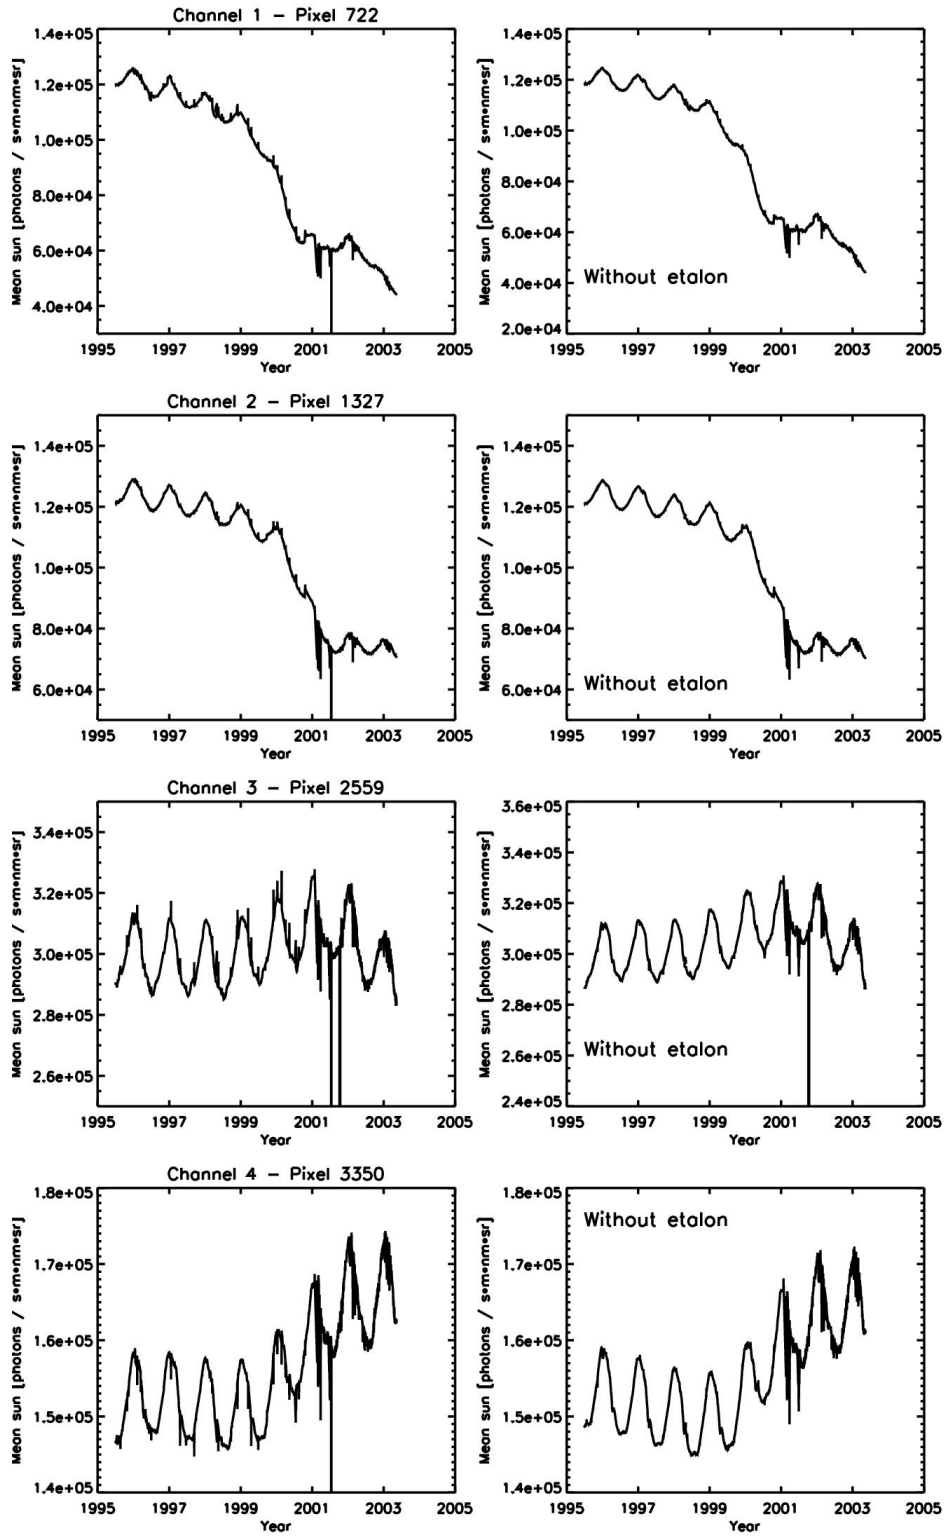 Channel 1 – Pixel 722
Mean sun [photons / s•m•nm•sr]
1.4e+05
1.2e+05
1.0e+05
8.0e+04
6.0e+04
4.0e+04
1995 1997 1999 2001 2003 2005
Year
Mean sun [photons / s•m•nm•sr]
1.4e+05
1.2e+05
1.0e+05
8.0e+04
6.0e+04
4.0e+04
2.0e+04
Without etalon
1995 1997 1999 2001 2003 2005
Year
Channel 2 – Pixel 1327
Mean sun [photons / s•m•nm•sr]
1.4e+05
1.2e+05
1.0e+05
8.0e+04
6.0e+04
1995 1997 1999 2001 2003 2005
Year
Mean sun [photons / s•m•nm•sr]
1.4e+05
1.2e+05
1.0e+05
8.0e+04
6.0e+04
Without etalon
1995 1997 1999 2001 2003 2005
Year
Channel 3 – Pixel 2559
Mean sun [photons / s•m•nm•sr]
3.4e+05
3.2e+05
3.0e+05
2.8e+05
2.6e+05
1995 1997 1999 2001 2003 2005
Year
Mean sun [photons / s•m•nm•sr]
3.6e+05
3.4e+05
3.2e+05
3.0e+05
2.8e+05
2.6e+05
2.4e+05
Without etalon
1995 1997 1999 2001 2003 2005
Year
Channel 4 – Pixel 3350
Mean sun [photons / s•m•nm•sr]
1.8e+05
1.7e+05
1.6e+05
1.5e+05
1.4e+05
1995 1997 1999 2001 2003 2005
Year
Mean sun [photons / s•m•nm•sr]
1.8e+05
1.7e+05
1.6e+05
1.5e+05
1.4e+05
Without etalon
1995 1997 1999 2001 2003 2005
Year